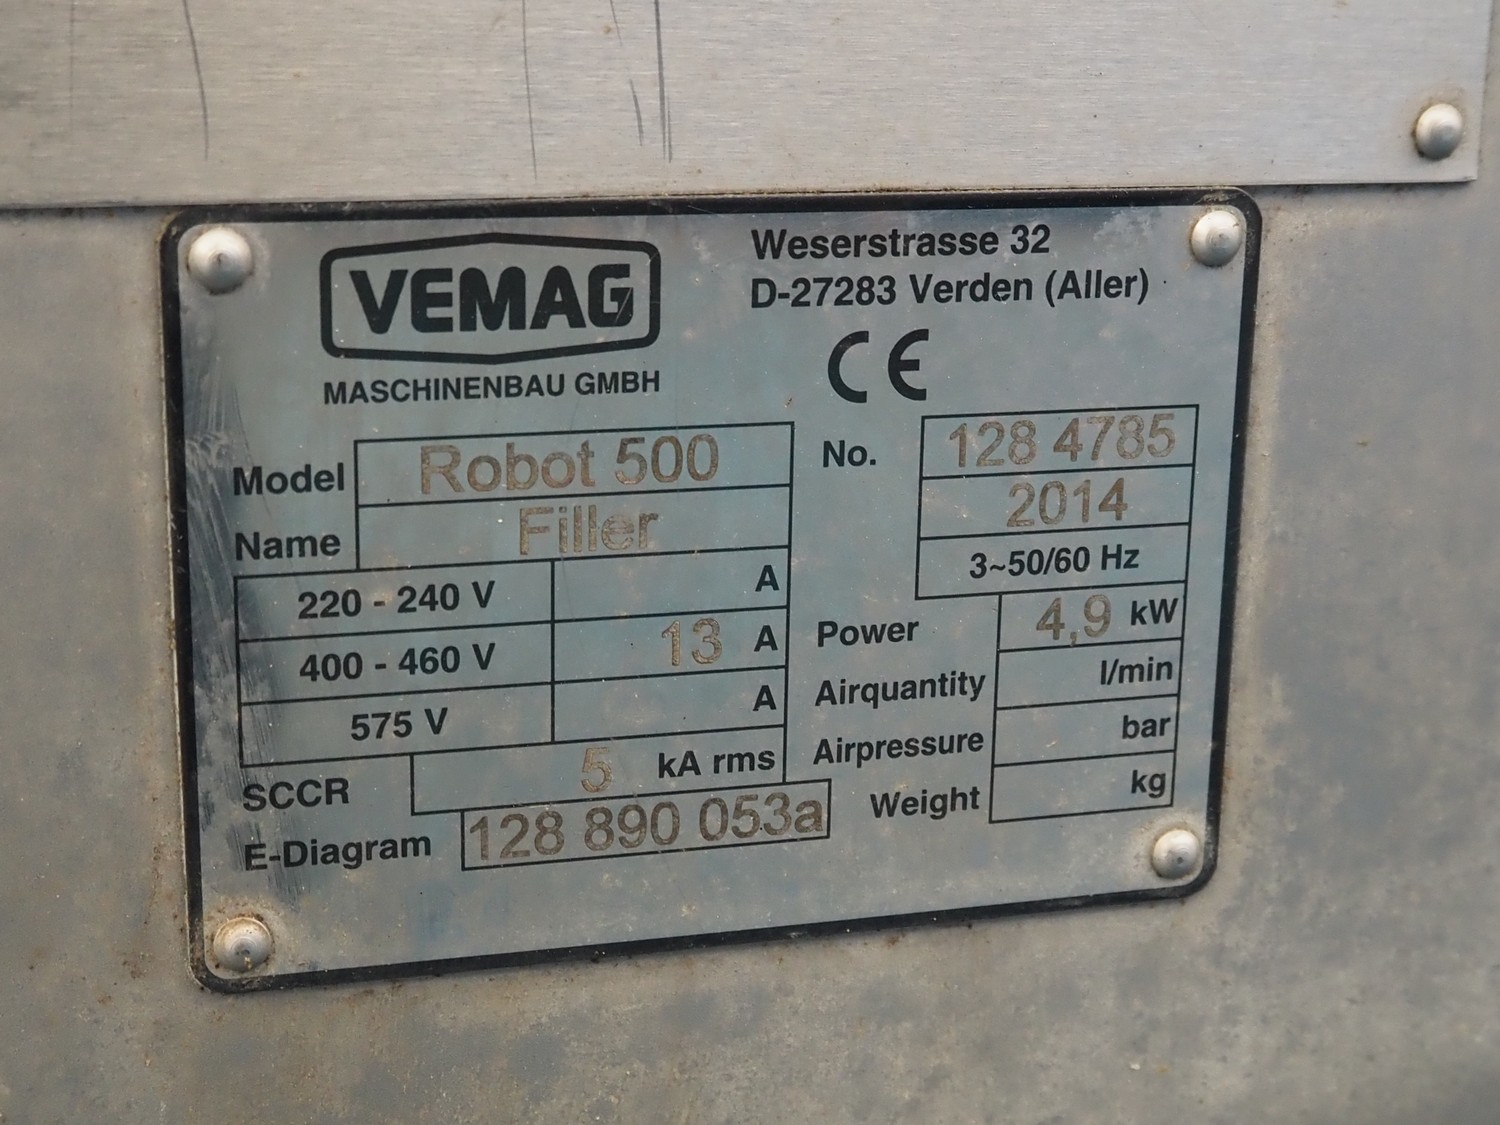 VEMAG
MASCHINENBAU GMBH
Weserstrasse 32
D-27283 Verden (Aller)
CE
Model Robot 500
Name Filler
No. 128 4785
2014
3~50/60 Hz
220 - 240 V A
400 - 460 V 13 A
575 V A
SCCR 5 kA rms
E-Diagram 128 890 053a
Power 4,9 kW
Airquantity l/min
Airpressure bar
Weight kg